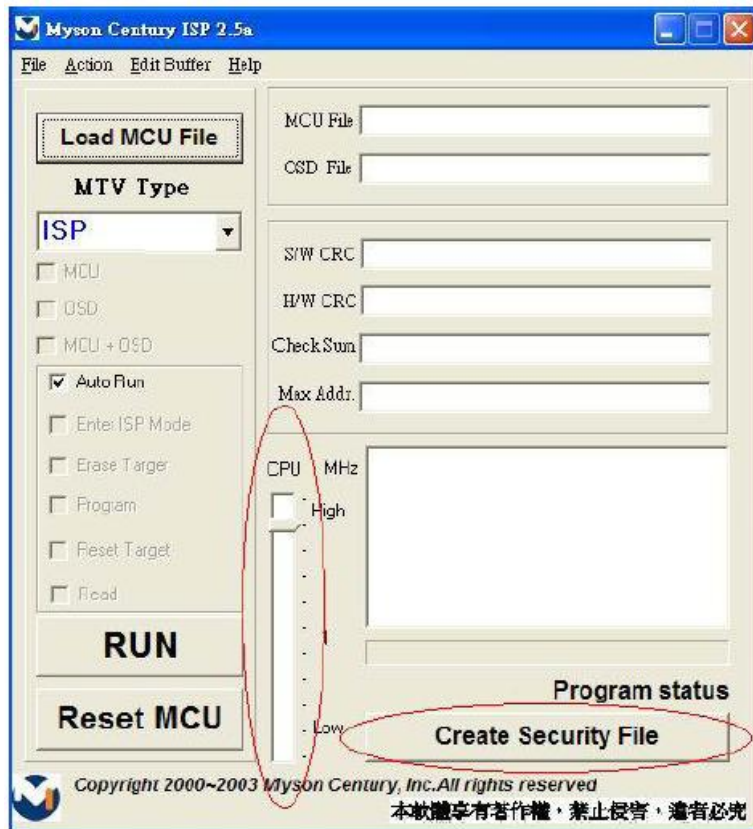 Myson Century ISP 2.5a
File Action Edit Buffer Help
Load MCU File
MTV Type
ISP
MCU
OSD
MCU + OSD
Auto Run
Enter ISP Mode
Erase Targer
Program
Reset Target
Read
RUN
Reset MCU
MCU File
OSD File
S/W CRC
H/W CRC
Check Sum
Max Addr.
CPU MHz
High
Low
Program status
Create Security File
Copyright 2000~2003 Myson Century, Inc.All rights reserved
本軟體享有著作權，禁止侵害，違者必究